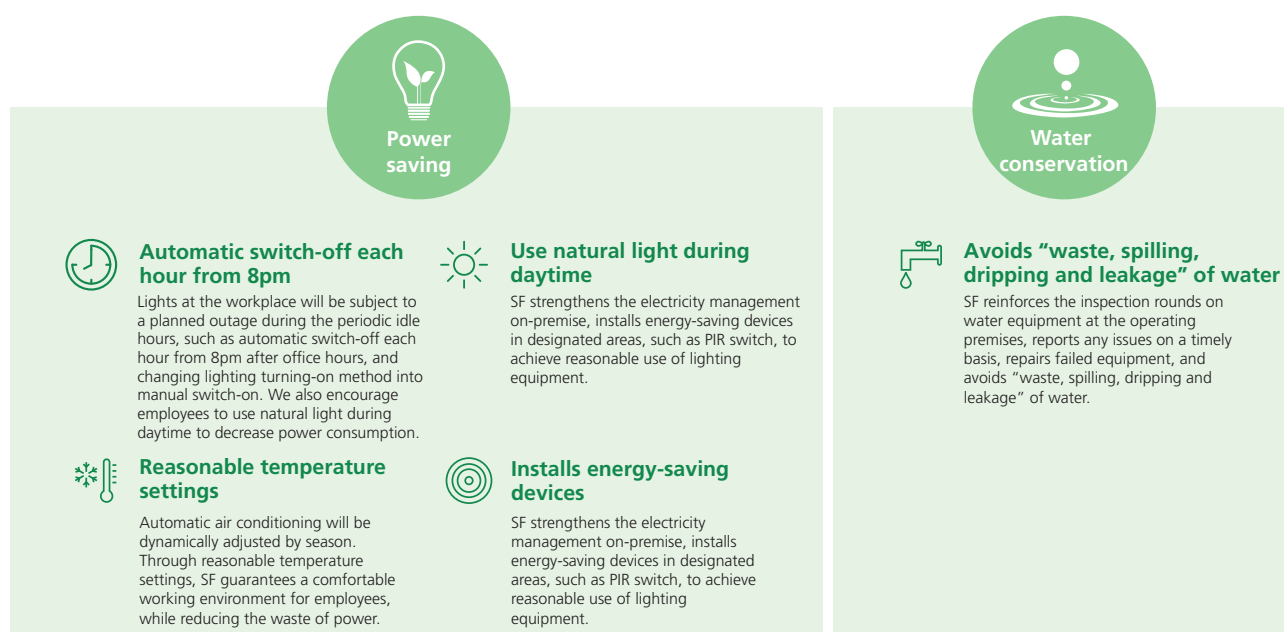 Power
saving
Automatic switch-off each
hour from 8pm
Lights at the workplace will be subject to
a planned outage during the periodic idle
hours, such as automatic switch-off each
hour from 8pm after office hours, and
changing lighting turning-on method into
manual switch-on. We also encourage
employees to use natural light during
daytime to decrease power consumption.
Use natural light during
daytime
SF strengthens the electricity management
on-premise, installs energy-saving devices
in designated areas, such as PIR switch, to
achieve reasonable use of lighting
equipment.
Reasonable temperature
settings
Automatic air conditioning will be
dynamically adjusted by season.
Through reasonable temperature
settings, SF guarantees a comfortable
working environment for employees,
while reducing the waste of power.
Installs energy-saving
devices
SF strengthens the electricity
management on-premise, installs
energy-saving devices in designated
areas, such as PIR switch, to achieve
reasonable use of lighting
equipment.
Water
conservation
Avoids “waste, spilling,
dripping and leakage” of water
SF reinforces the inspection rounds on
water equipment at the operating
premises, reports any issues on a timely
basis, repairs failed equipment, and
avoids “waste, spilling, dripping and
leakage” of water.